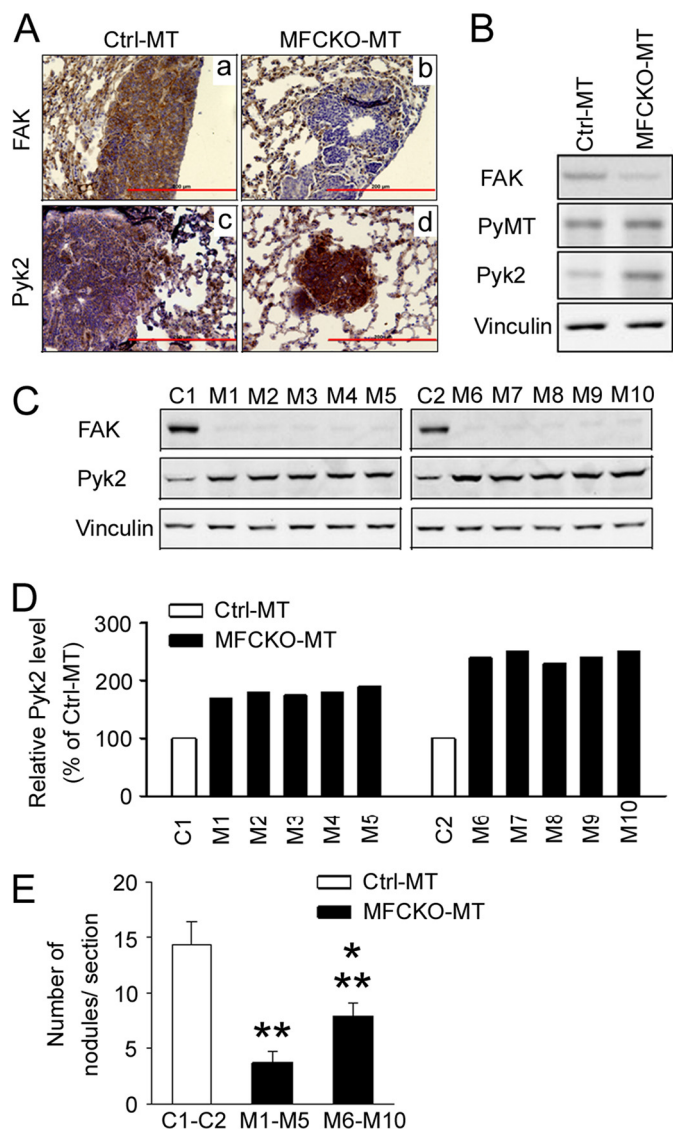 A
Ctrl-MT MFCKO-MT
FAK
a b
200 µm
Pyk2
c d
B
Ctrl-MT MFCKO-MT
FAK
PyMT
Pyk2
Vinculin
C
C1 M1 M2 M3 M4 M5 C2 M6 M7 M8 M9 M10
FAK
Pyk2
Vinculin
D
Ctrl-MT
MFCKO-MT
Relative Pyk2 level
(% of Ctrl-MT)
300
200
100
0
C1 M1 M2 M3 M4 M5 C2 M6 M7 M8 M9 M10
E
Ctrl-MT
MFCKO-MT
Number of
nodules/ section
20
15
10
5
0
** * **
C1-C2 M1-M5 M6-M10